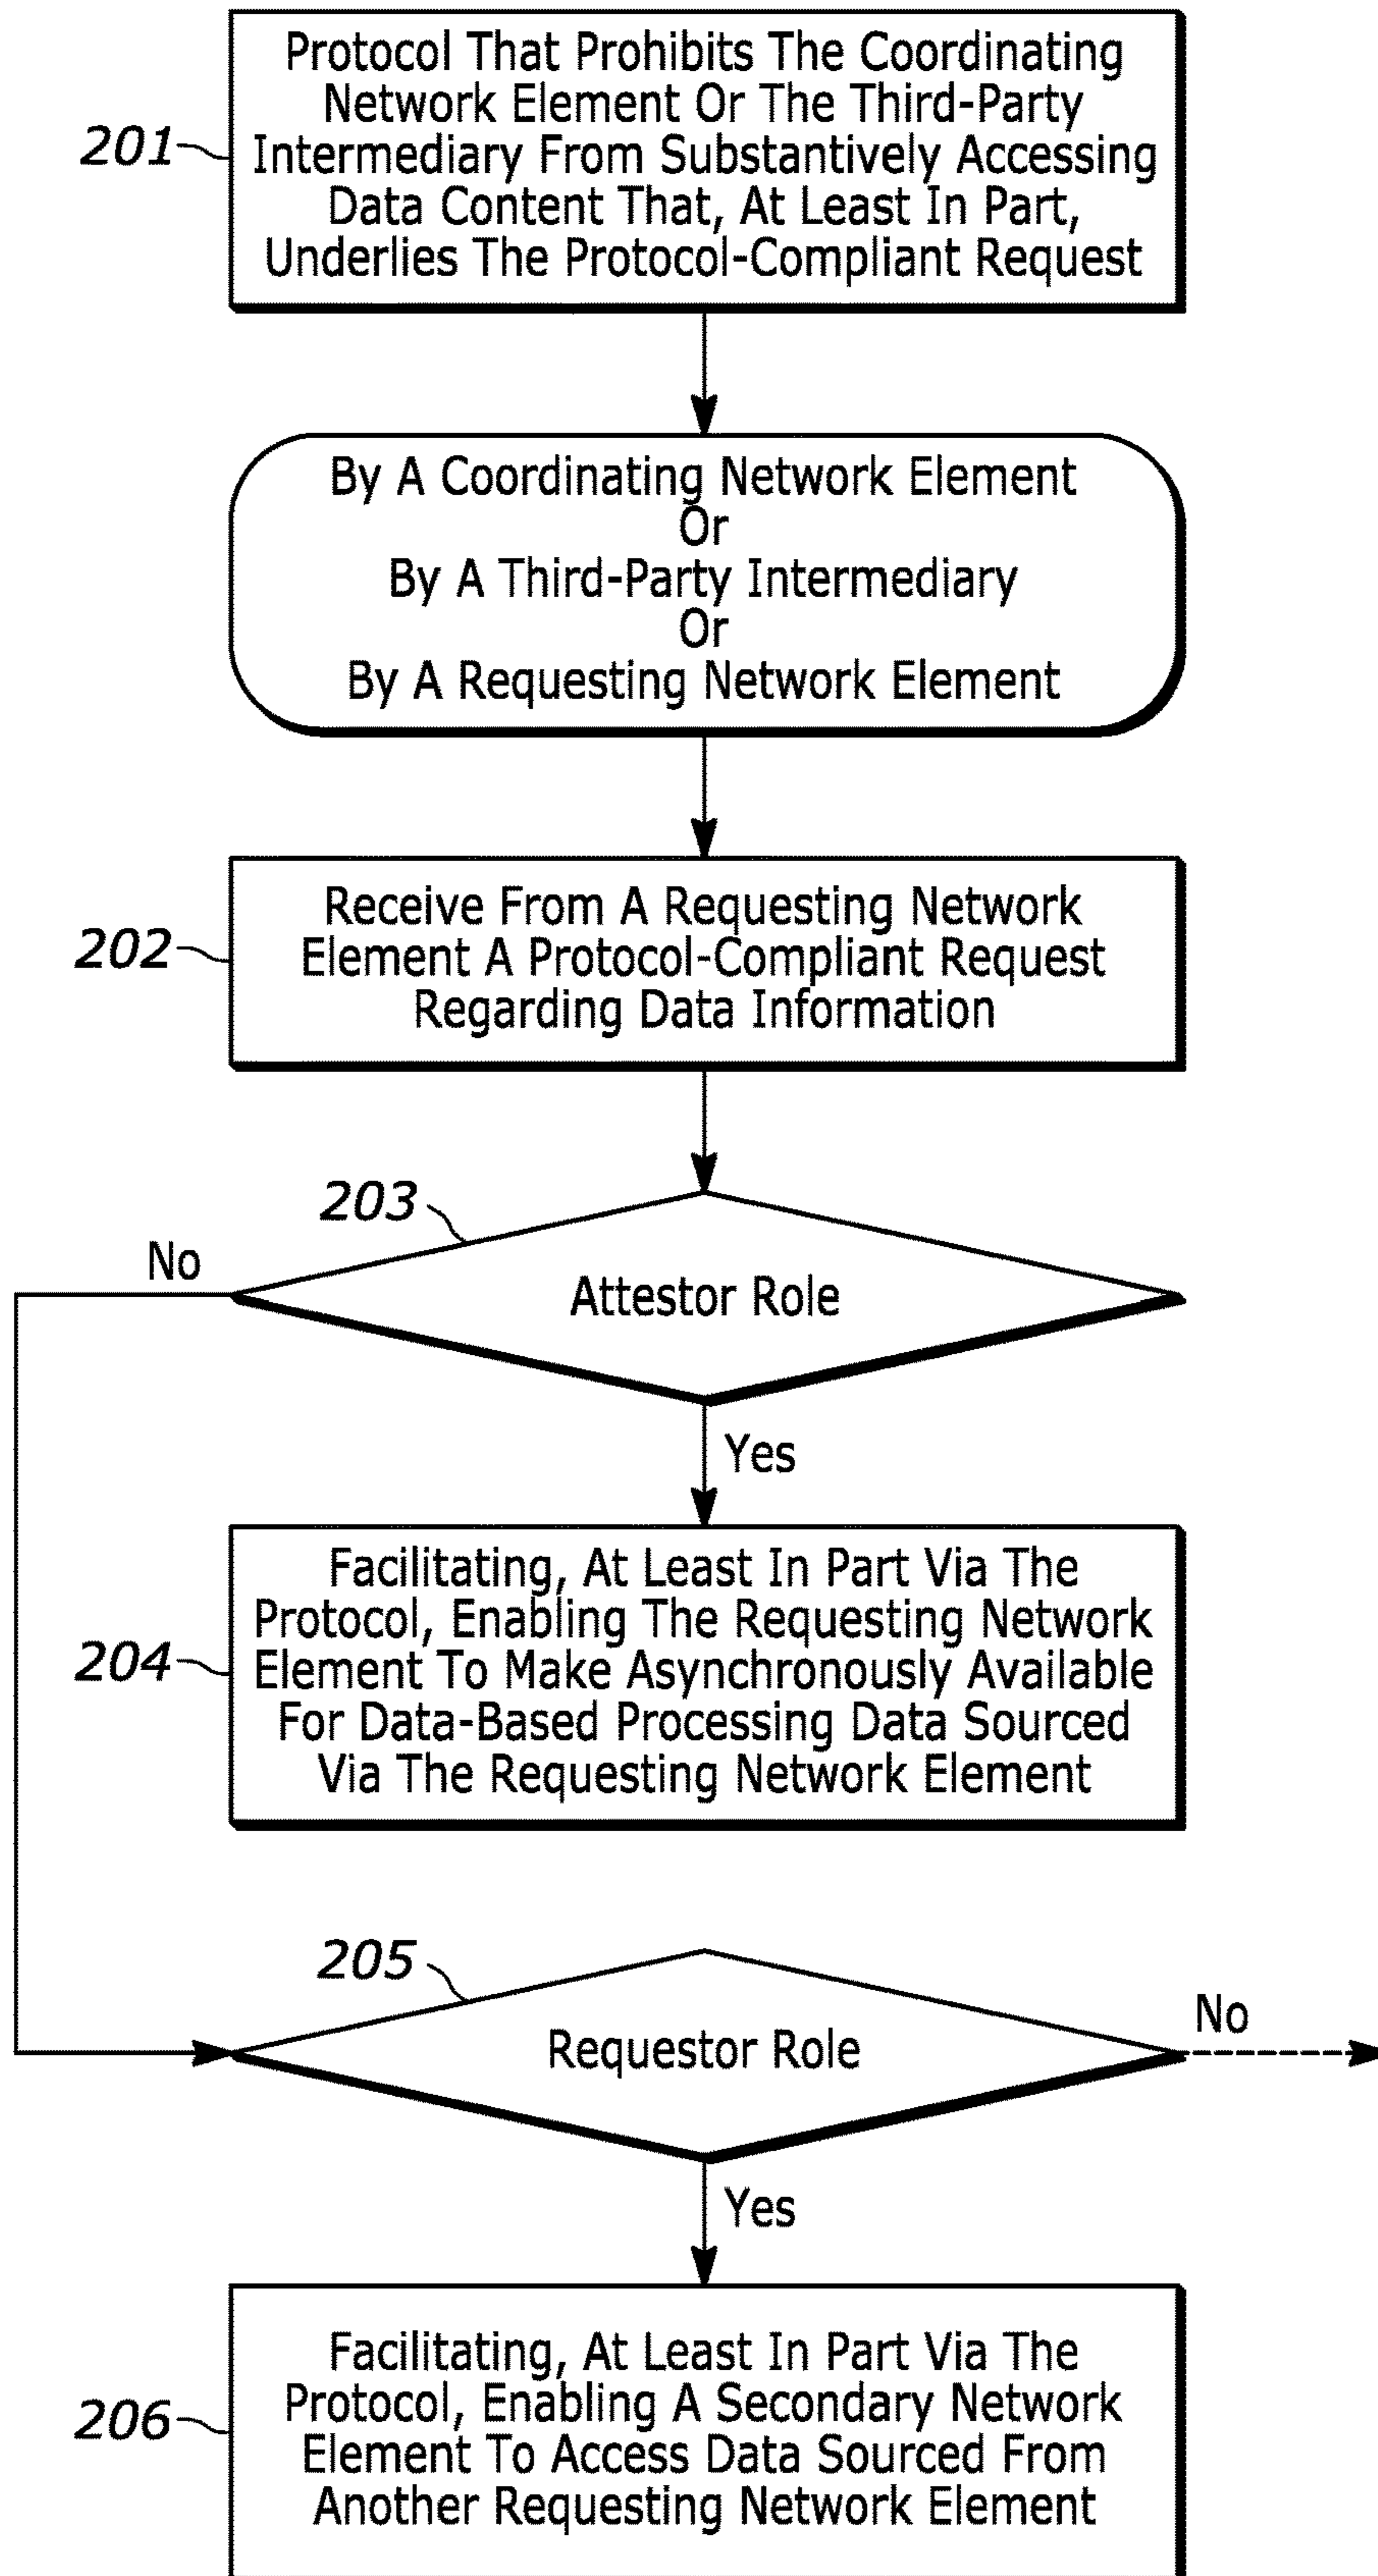 Protocol That Prohibits The Coordinating
Network Element Or The Third-Party
201
Intermediary From Substantively Accessing
Data Content That, At Least In Part,
Underlies The Protocol-Compliant Request
By A Coordinating Network Element
Or
By A Third-Party Intermediary
Or
By A Requesting Network Element
Receive From A Requesting Network
202
Element A Protocol-Compliant Request
Regarding Data Information
203
No
Attestor Role
Yes
Facilitating, At Least In Part Via The
Protocol, Enabling The Requesting Network
204
Element To Make Asynchronously Available
For Data-Based Processing Data Sourced
Via The Requesting Network Element
205
No
Requestor Role
Yes
Facilitating, At Least In Part Via The
Protocol, Enabling A Secondary Network
206
Element To Access Data Sourced From
Another Requesting Network Element